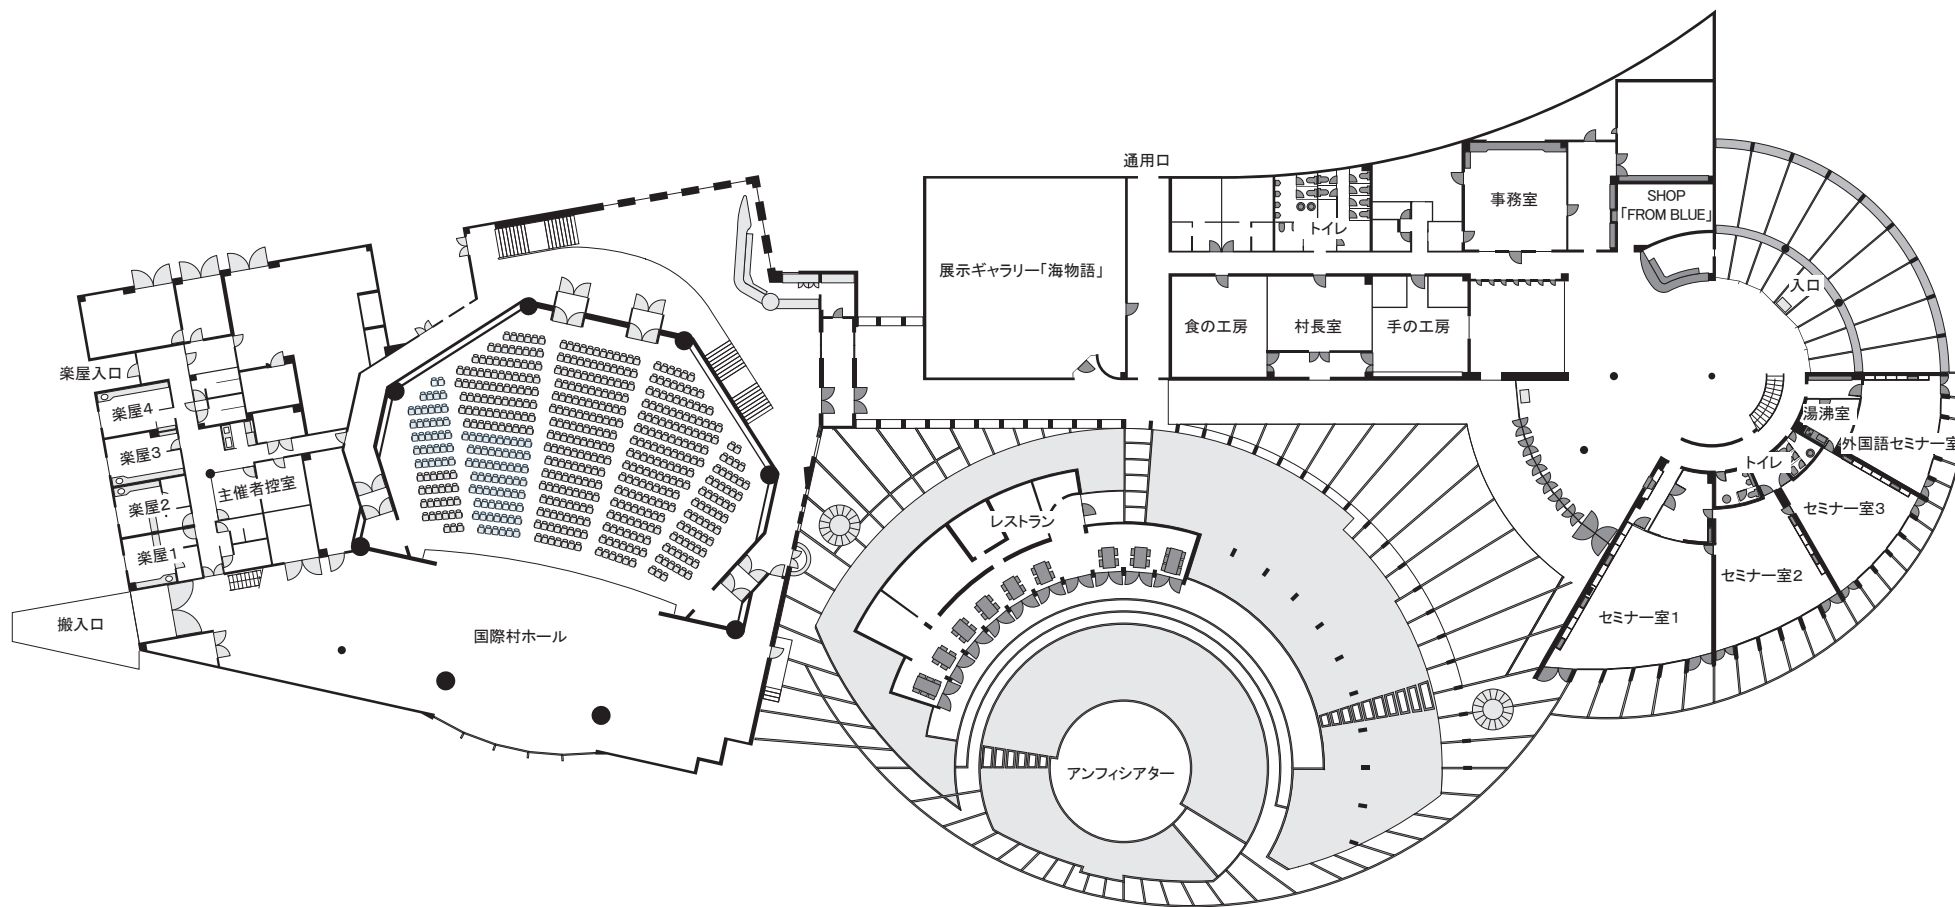 通用口
事務室
SHOP
「FROM BLUE」
トイレ
展示ギャラリー「海物語」
入口
食の工房
村長室
手の工房
楽屋入口
楽屋4
楽屋3
楽屋2
楽屋1
主催者控室
湯沸室
外国語セミナー室
トイレ
セミナー室3
セミナー室2
セミナー室1
レストラン
搬入口
国際村ホール
アンフィシアター